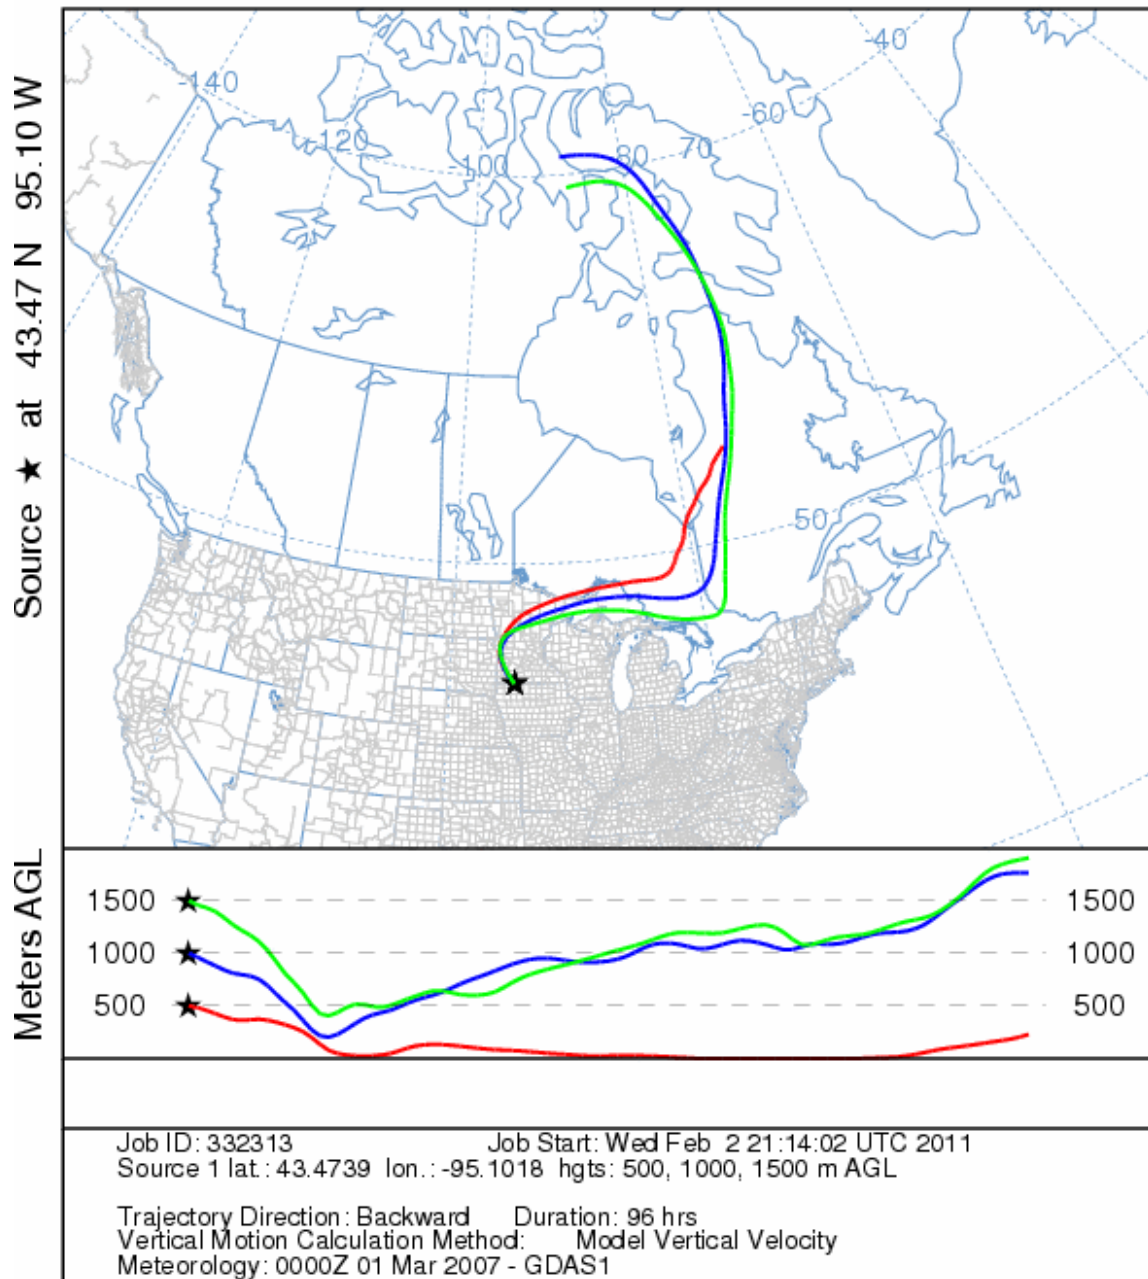 Source ★ at 43.47 N 95.10 W
-140
-120
100
80
70
-60
-40
50
Meters AGL
1500 1500
1000 1000
500 500
Job ID: 332313 Job Start: Wed Feb 2 21:14:02 UTC 2011
Source 1 lat.: 43.4739 lon.: -95.1018 hgts: 500, 1000, 1500 m AGL
Trajectory Direction: Backward Duration: 96 hrs
Vertical Motion Calculation Method: Model Vertical Velocity
Meteorology: 0000Z 01 Mar 2007 - GDAS1